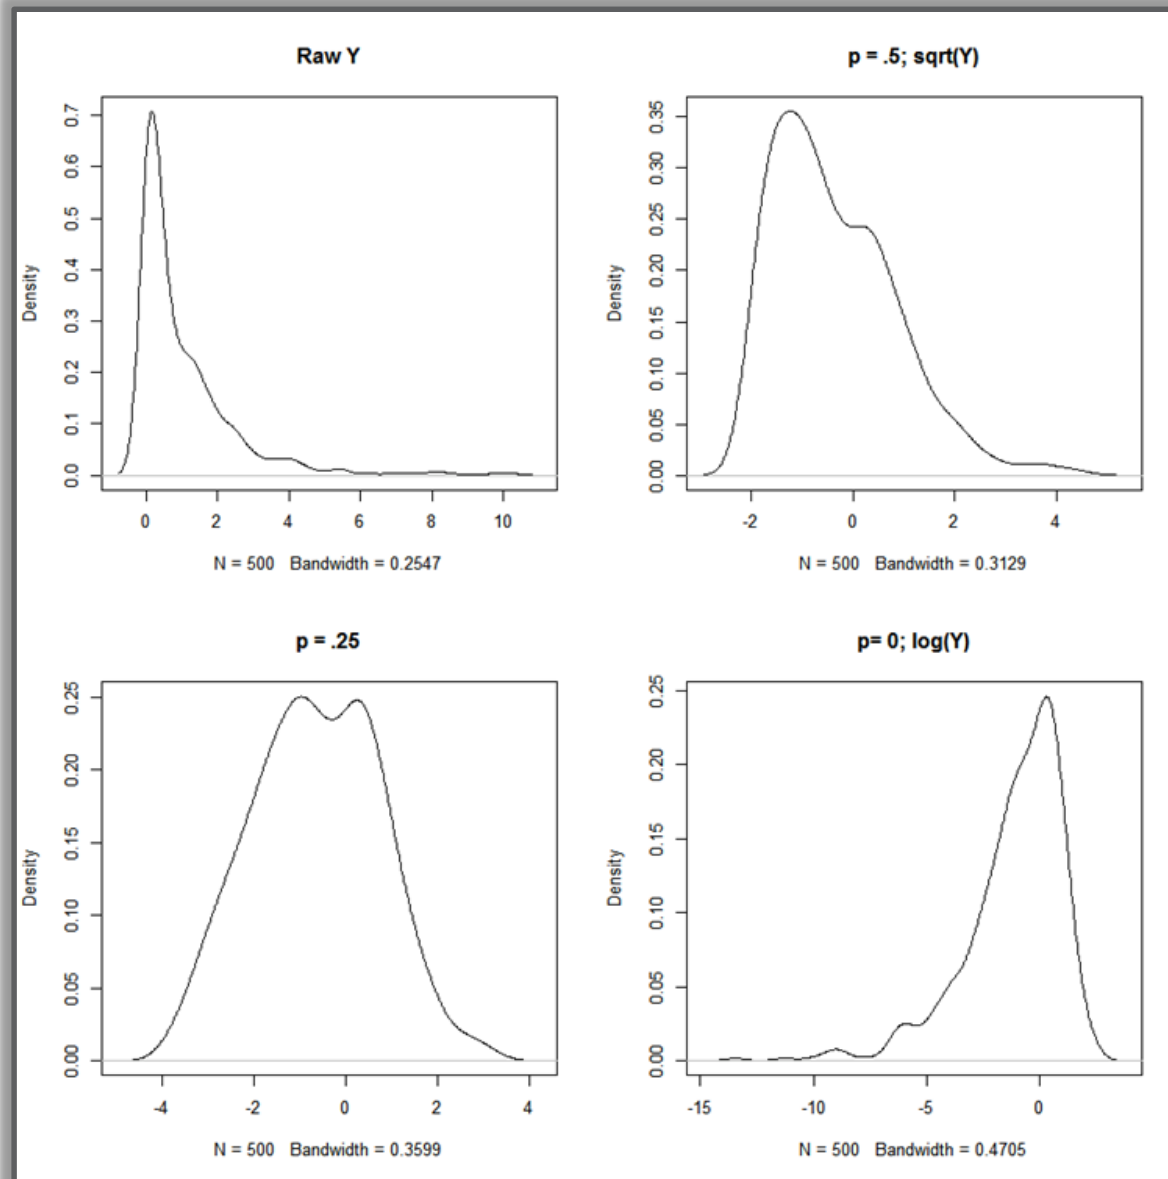 Raw Y
0.7
0.6
0.5
0.4
0.3
0.2
0.1
0.0
Density
0 2 4 6 8 10
N = 500 Bandwidth = 0.2547
p = .5; sqrt(Y)
0.35
0.30
0.25
0.20
0.15
0.10
0.05
0.00
Density
-2 0 2 4
N = 500 Bandwidth = 0.3129
p = .25
0.25
0.20
0.15
0.10
0.05
0.00
Density
-4 -2 0 2 4
N = 500 Bandwidth = 0.3599
p= 0; log(Y)
0.25
0.20
0.15
0.10
0.05
0.00
Density
-15 -10 -5 0
N = 500 Bandwidth = 0.4705